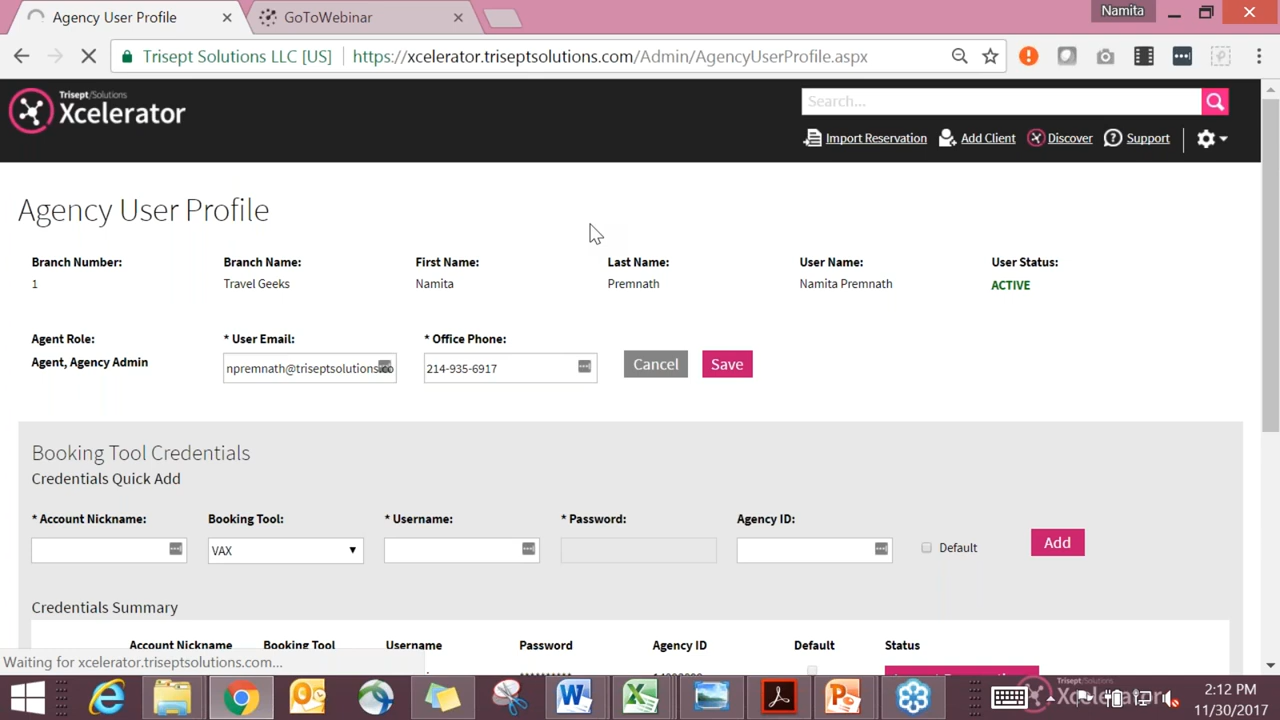 Agency User Profile
GoToWebinar
Namita
Trisept Solutions LLC [US]
https://xcelerator.triseptsolutions.com/Admin/AgencyUserProfile.aspx
Trisept/Solutions
Xcelerator
Search...
Import Reservation
Add Client
Discover
Support
Agency User Profile
Branch Number: Branch Name: First Name: Last Name: User Name: User Status:
1 Travel Geeks Namita Premnath Namita Premnath ACTIVE
Agent Role: * User Email: * Office Phone:
Agent, Agency Admin npremnath@triseptsolutions.co 214-935-6917 Cancel Save
Booking Tool Credentials
Credentials Quick Add
* Account Nickname: Booking Tool: * Username: * Password: Agency ID:
VAX Default Add
Credentials Summary
Account Nickname Booking Tool Username Password Agency ID Default Status
Waiting for xcelerator.triseptsolutions.com...
Trisept/Solutions
Xcelerator
2:12 PM
11/30/2017